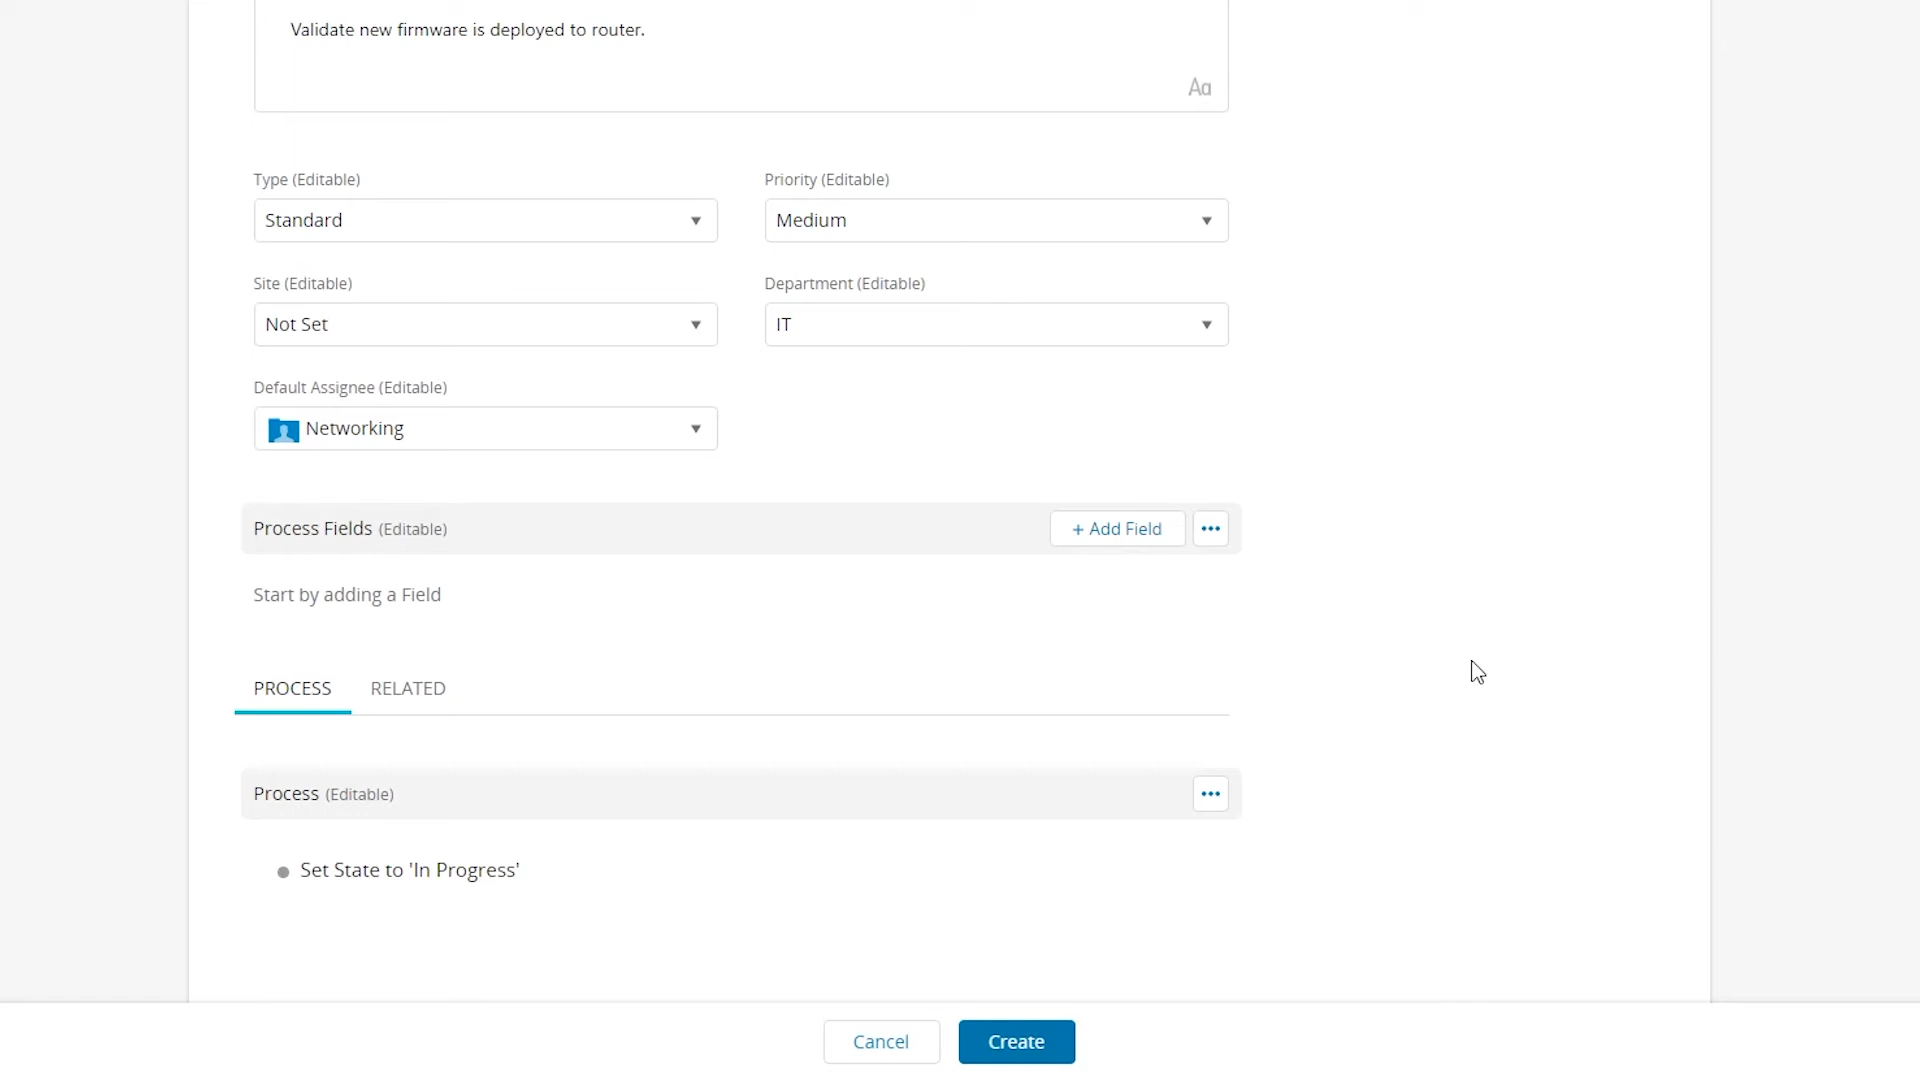 Validate new firmware is deployed to router.
Aa
Type (Editable)
Priority (Editable)
Standard
Medium
Site (Editable)
Department (Editable)
Not Set
IT
Default Assignee (Editable)
Networking
Process Fields (Editable)
+ Add Field
Start by adding a Field
PROCESS
RELATED
Process (Editable)
Set State to 'In Progress'
Cancel
Create